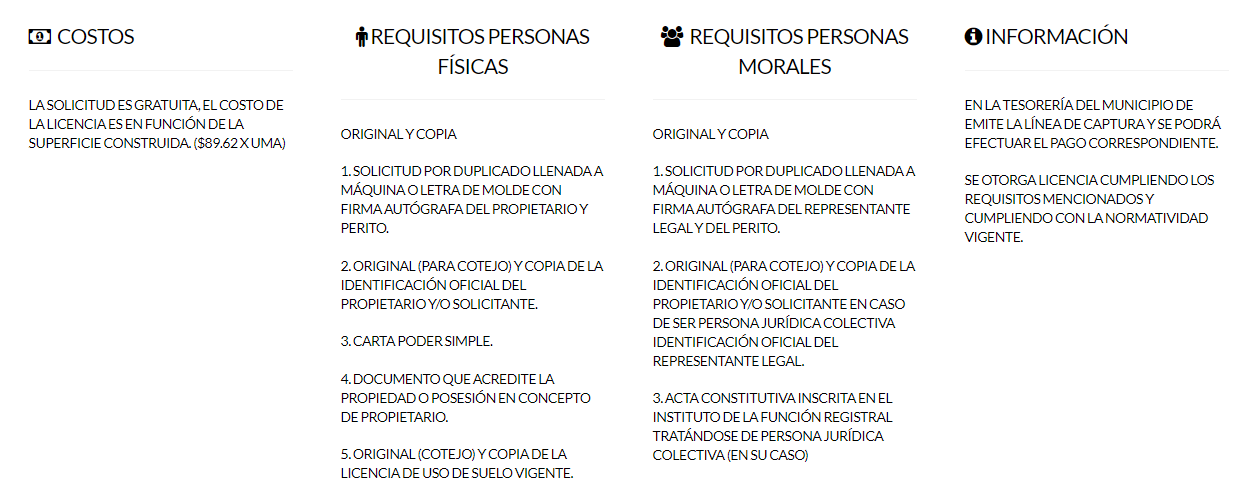 COSTOS
LA SOLICITUD ES GRATUITA, EL COSTO DE
LA LICENCIA ES EN FUNCIÓN DE LA
SUPERFICIE CONSTRUIDA. ($89.62 X UMA)
REQUISITOS PERSONAS
FÍSICAS
ORIGINAL Y COPIA
1. SOLICITUD POR DUPLICADO LLENADA A
MÁQUINA O LETRA DE MOLDE CON
FIRMA AUTÓGRAFA DEL PROPIETARIO Y
PERITO.
2. ORIGINAL (PARA COTEJO) Y COPIA DE LA
IDENTIFICACIÓN OFICIAL DEL
PROPIETARIO Y/O SOLICITANTE.
3. CARTA PODER SIMPLE.
4. DOCUMENTO QUE ACREDITE LA
PROPIEDAD O POSESIÓN EN CONCEPTO
DE PROPIETARIO.
5. ORIGINAL (COTEJO) Y COPIA DE LA
LICENCIA DE USO DE SUELO VIGENTE.
REQUISITOS PERSONAS
MORALES
ORIGINAL Y COPIA
1. SOLICITUD POR DUPLICADO LLENADA A
MÁQUINA O LETRA DE MOLDE CON
FIRMA AUTÓGRAFA DEL REPRESENTANTE
LEGAL Y DEL PERITO.
2. ORIGINAL (PARA COTEJO) Y COPIA DE LA
IDENTIFICACIÓN OFICIAL DEL
PROPIETARIO Y/O SOLICITANTE EN CASO
DE SER PERSONA JURÍDICA COLECTIVA
IDENTIFICACIÓN OFICIAL DEL
REPRESENTANTE LEGAL.
3. ACTA CONSTITUTIVA INSCRITA EN EL
INSTITUTO DE LA FUNCIÓN REGISTRAL
TRATÁNDOSE DE PERSONA JURÍDICA
COLECTIVA (EN SU CASO)
INFORMACIÓN
EN LA TESORERÍA DEL MUNICIPIO DE
EMITE LA LÍNEA DE CAPTURA Y SE PODRÁ
EFECTUAR EL PAGO CORRESPONDIENTE.
SE OTORGA LICENCIA CUMPLIENDO LOS
REQUISITOS MENCIONADOS Y
CUMPLIENDO CON LA NORMATIVIDAD
VIGENTE.